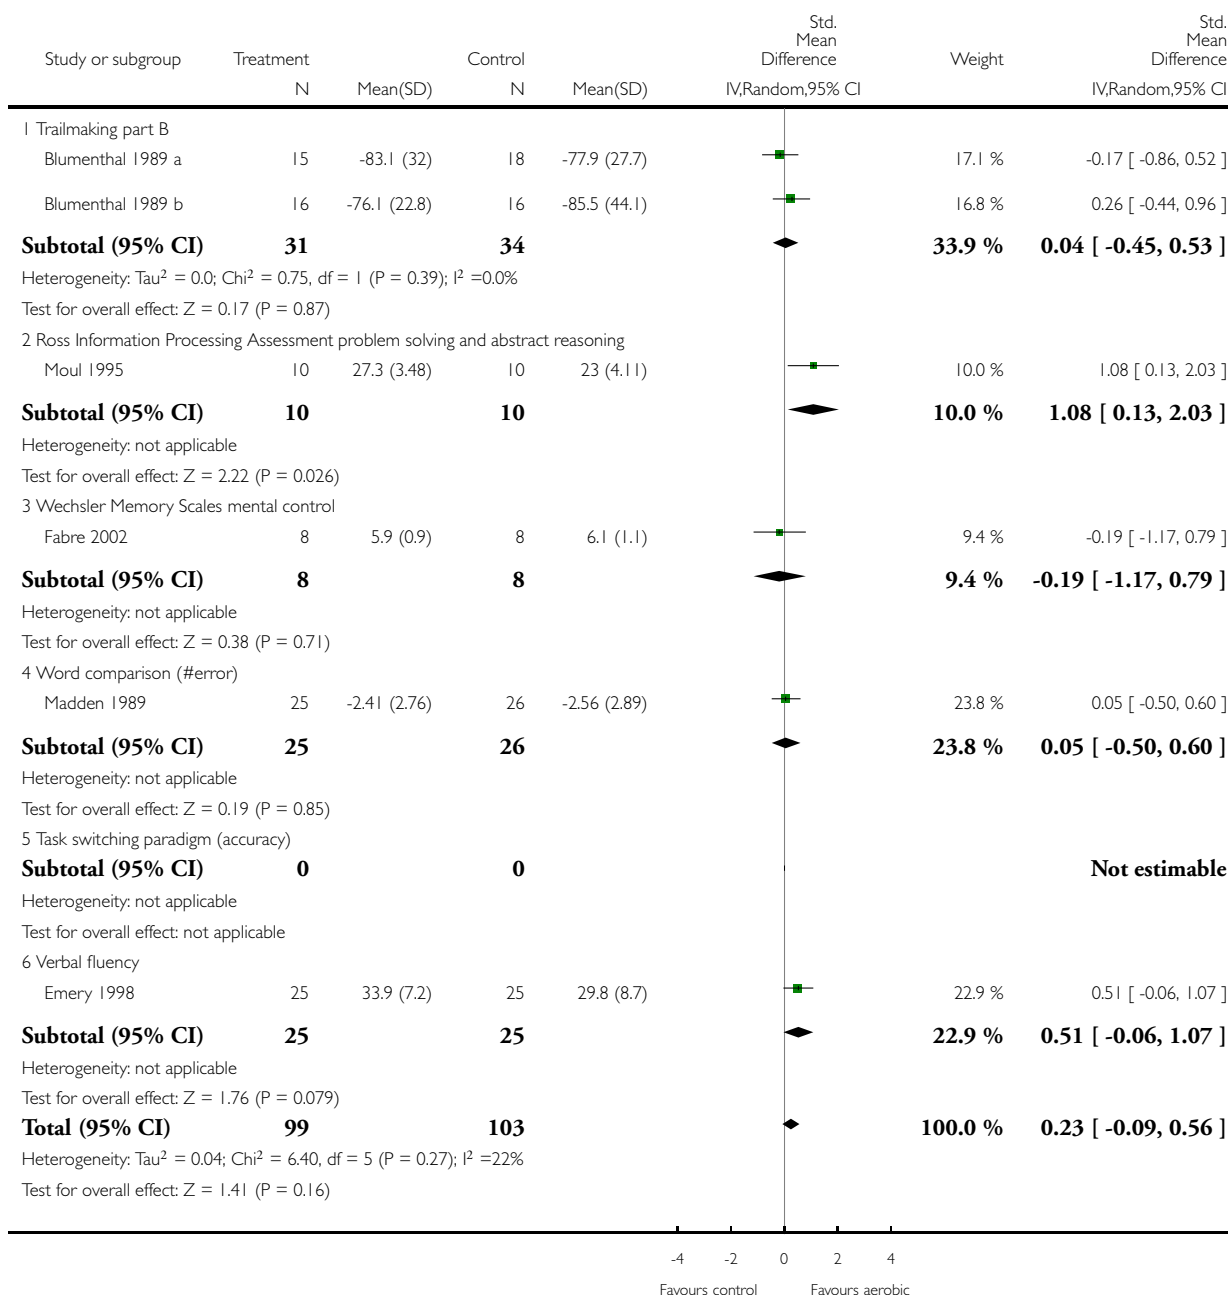 Study or subgroup Treatment Control Std. Mean Difference Weight Std. Mean Difference
N Mean(SD) N Mean(SD) IV,Random,95% CI IV,Random,95% CI
1 Trailmaking part B
Blumenthal 1989 a 15 -83.1 (32) 18 -77.9 (27.7) 17.1 % -0.17 [ -0.86, 0.52 ]
Blumenthal 1989 b 16 -76.1 (22.8) 16 -85.5 (44.1) 16.8 % 0.26 [ -0.44, 0.96 ]
Subtotal (95% CI) 31 34 33.9 % 0.04 [ -0.45, 0.53 ]
Heterogeneity: Tau² = 0.0; Chi² = 0.75, df = 1 (P = 0.39); I² =0.0%
Test for overall effect: Z = 0.17 (P = 0.87)
2 Ross Information Processing Assessment problem solving and abstract reasoning
Moul 1995 10 27.3 (3.48) 10 23 (4.11) 10.0 % 1.08 [ 0.13, 2.03 ]
Subtotal (95% CI) 10 10 10.0 % 1.08 [ 0.13, 2.03 ]
Heterogeneity: not applicable
Test for overall effect: Z = 2.22 (P = 0.026)
3 Wechsler Memory Scales mental control
Fabre 2002 8 5.9 (0.9) 8 6.1 (1.1) 9.4 % -0.19 [ -1.17, 0.79 ]
Subtotal (95% CI) 8 8 9.4 % -0.19 [ -1.17, 0.79 ]
Heterogeneity: not applicable
Test for overall effect: Z = 0.38 (P = 0.71)
4 Word comparison (#error)
Madden 1989 25 -2.41 (2.76) 26 -2.56 (2.89) 23.8 % 0.05 [ -0.50, 0.60 ]
Subtotal (95% CI) 25 26 23.8 % 0.05 [ -0.50, 0.60 ]
Heterogeneity: not applicable
Test for overall effect: Z = 0.19 (P = 0.85)
5 Task switching paradigm (accuracy)
Subtotal (95% CI) 0 0 Not estimable
Heterogeneity: not applicable
Test for overall effect: not applicable
6 Verbal fluency
Emery 1998 25 33.9 (7.2) 25 29.8 (8.7) 22.9 % 0.51 [ -0.06, 1.07 ]
Subtotal (95% CI) 25 25 22.9 % 0.51 [ -0.06, 1.07 ]
Heterogeneity: not applicable
Test for overall effect: Z = 1.76 (P = 0.079)
Total (95% CI) 99 103 100.0 % 0.23 [ -0.09, 0.56 ]
Heterogeneity: Tau² = 0.04; Chi² = 6.40, df = 5 (P = 0.27); I² =22%
Test for overall effect: Z = 1.41 (P = 0.16)
-4 -2 0 2 4
Favours control Favours aerobic